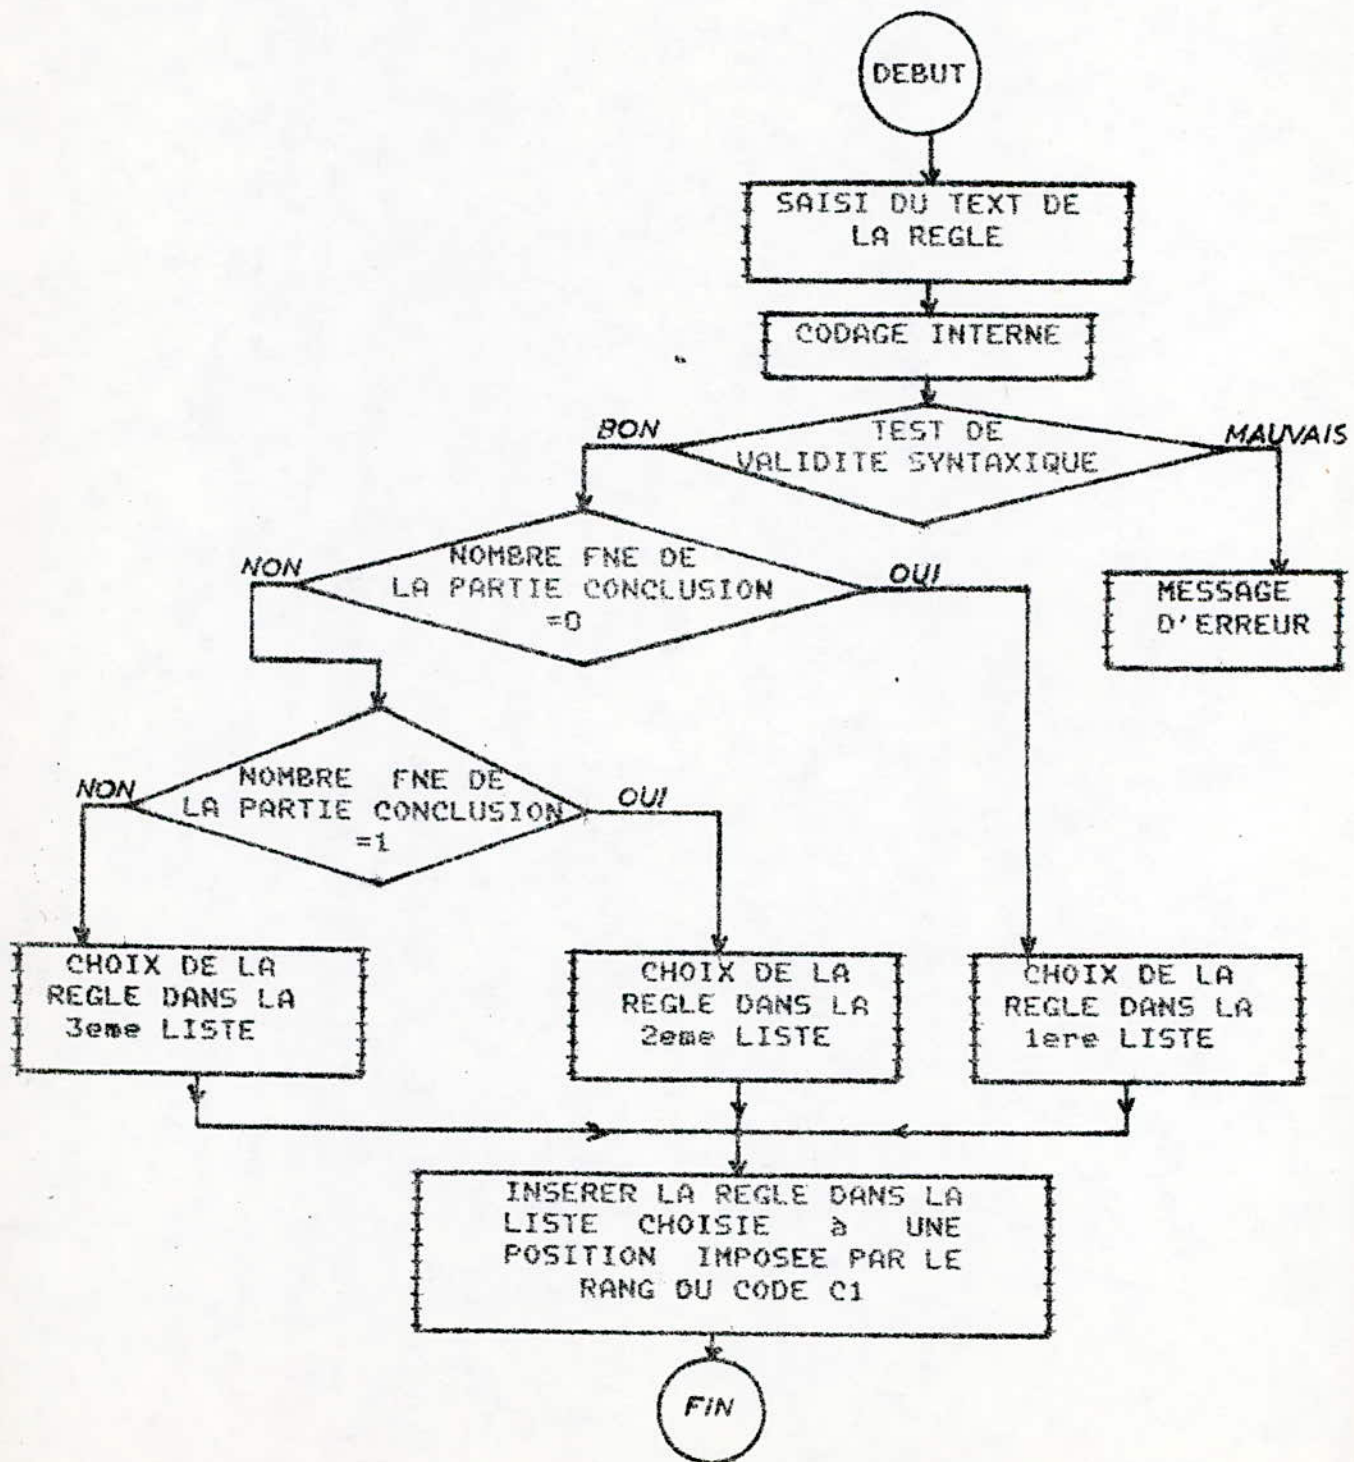 DEBUT
SAISI DU TEXT DE
LA REGLE
CODAGE INTERNE
BON
TEST DE
VALIDITE SYNTAXIQUE
MAUVAIS
NON
NOMBRE FNE DE
LA PARTIE CONCLUSION
=0
OUI
MESSAGE
D'ERREUR
NON
NOMBRE FNE DE
LA PARTIE CONCLUSION
=1
OUI
CHOIX DE LA
REGLE DANS LA
3eme LISTE
CHOIX DE LA
REGLE DANS LA
2eme LISTE
CHOIX DE LA
REGLE DANS LA
1ere LISTE
INSERER LA REGLE DANS LA
LISTE CHOISIE à UNE
POSITION IMPOSEE PAR LE
RANG DU CODE C1
FIN